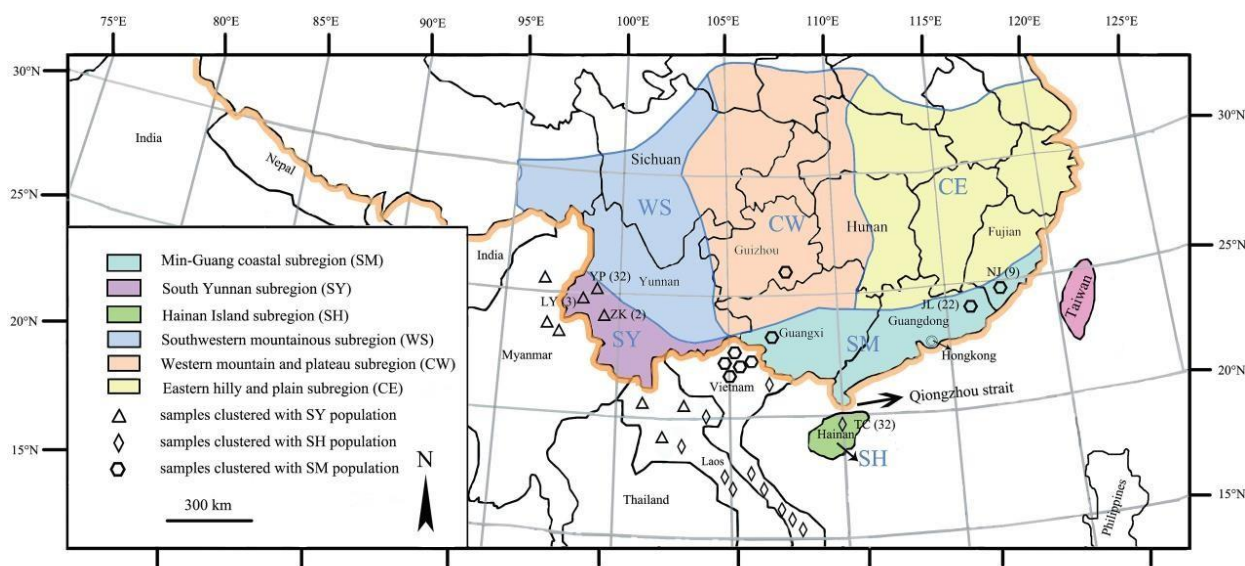 75°E 80°E 85°E 90°E 95°E 100°E 105°E 110°E 115°E 120°E 125°E
30°N
30°N
India
Nepal
Sichuan
WS
CE
CW
25°N
Hunan
Guizhou
Fujian
25°N
India
Yunnan
YP (32)
NJ (9)
LY (3)
JL (22)
ZK (2)
Guangxi
Guangdong
Taiwan
20°N
Myanmar
SY
SM
Hongkong
20°N
Vietnam
Qiongzhou strait
TC (32)
Hainan
SH
15°N
Laos
Thailand
15°N
Philippines
Min-Guang coastal subregion (SM)
South Yunnan subregion (SY)
Hainan Island subregion (SH)
Southwestern mountainous subregion (WS)
Western mountain and plateau subregion (CW)
Eastern hilly and plain subregion (CE)
samples clustered with SY population
samples clustered with SH population
samples clustered with SM population
N
300 km